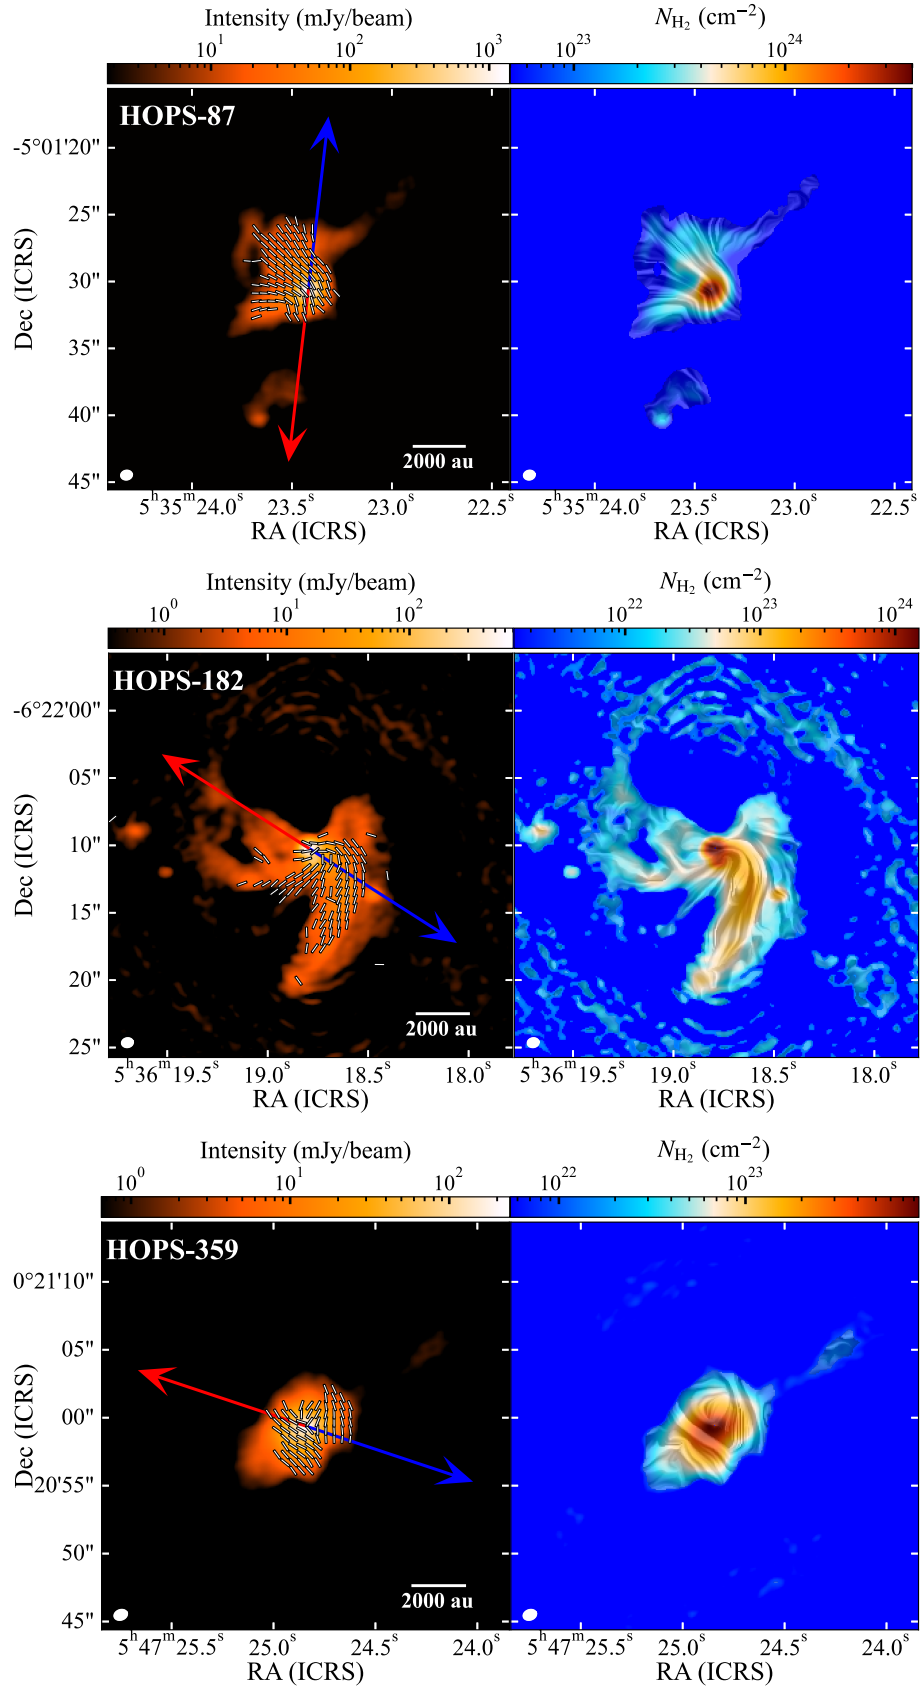 Intensity (mJy/beam) N_H₂ (cm⁻²)
10¹ 10² 10³ 10²³ 10²⁴
HOPS-87
-5°01'20"
25"
30"
35"
40"
45"
Dec (ICRS)
2000 au
5ʰ35ᵐ24.0ˢ 23.5ˢ 23.0ˢ 22.5ˢ 5ʰ35ᵐ24.0ˢ 23.5ˢ 23.0ˢ 22.5ˢ
RA (ICRS) RA (ICRS)
Intensity (mJy/beam) N_H₂ (cm⁻²)
10⁰ 10¹ 10² 10²² 10²³ 10²⁴
HOPS-182
-6°22'00"
05"
10"
15"
20"
25"
Dec (ICRS)
2000 au
5ʰ36ᵐ19.5ˢ 19.0ˢ 18.5ˢ 18.0ˢ 5ʰ36ᵐ19.5ˢ 19.0ˢ 18.5ˢ 18.0ˢ
RA (ICRS) RA (ICRS)
Intensity (mJy/beam) N_H₂ (cm⁻²)
10⁰ 10¹ 10² 10²² 10²³
HOPS-359
0°21'10"
05"
00"
20'55"
50"
45"
Dec (ICRS)
2000 au
5ʰ47ᵐ25.5ˢ 25.0ˢ 24.5ˢ 24.0ˢ 5ʰ47ᵐ25.5ˢ 25.0ˢ 24.5ˢ 24.0ˢ
RA (ICRS) RA (ICRS)